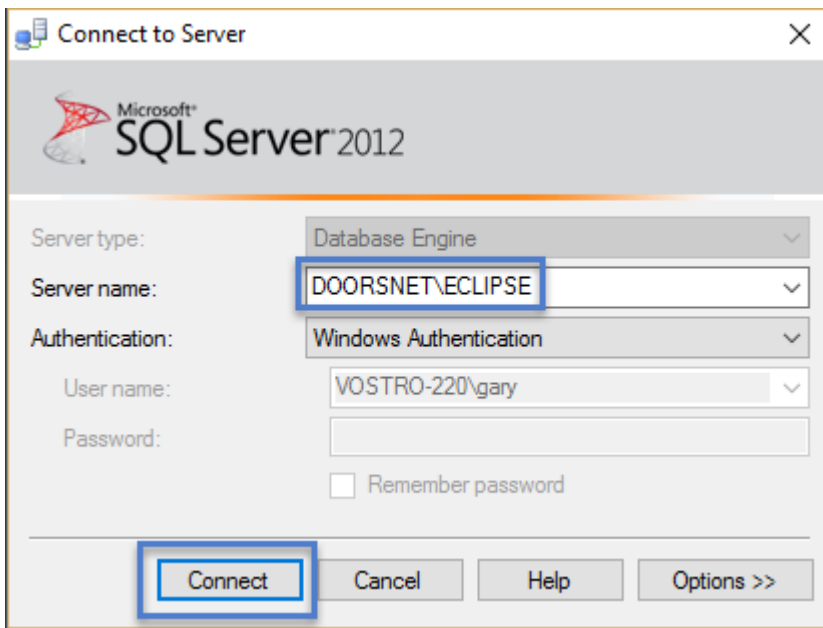 Connect to Server
Microsoft®
SQL Server® 2012
Server type: Database Engine
Server name: DOORSNET\ECLIPSE
Authentication: Windows Authentication
User name: VOSTRO-220\gary
Password:
Remember password
Connect Cancel Help Options >>